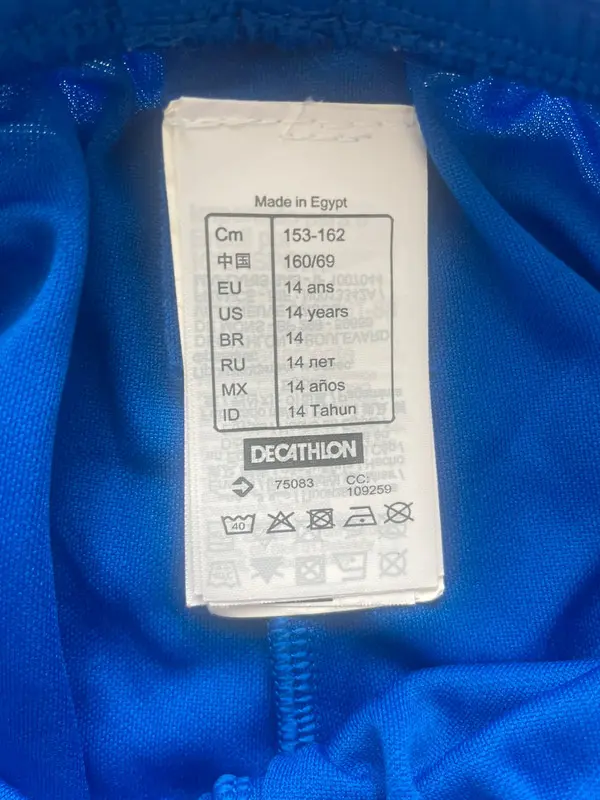 Made in Egypt
Cm 153-162
中国 160/69
EU 14 ans
US 14 years
BR 14
RU 14 лет
MX 14 años
ID 14 Tahun
DECATHLON
75083 CC: 109259
40